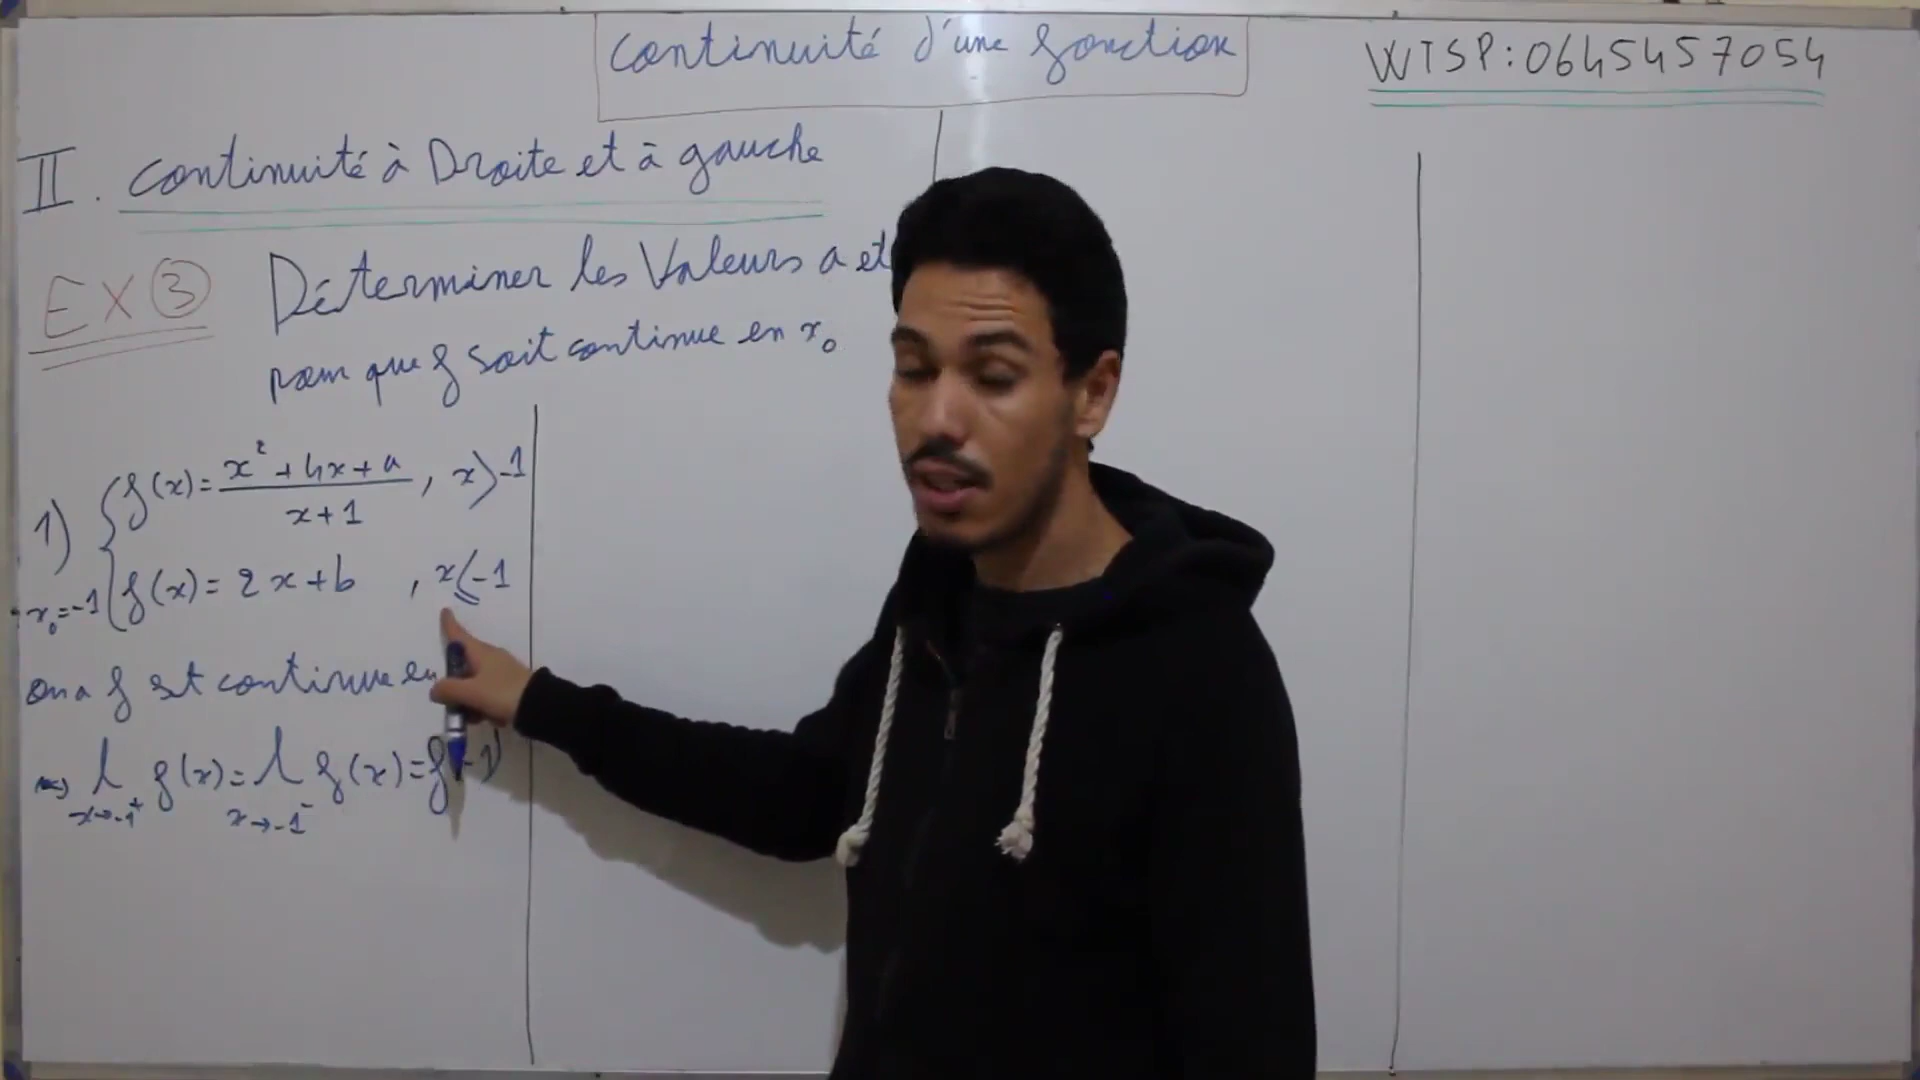 Continuité d'une fonction
WTSP: 0645457054
II. Continuité à Droite et à gauche
EX 3 Déterminer les Valeurs a et
pour que f soit continue en x₀
1) { f(x) = (x² + 4x + a)/(x + 1) , x > -1
x₀ = -1 { f(x) = 2x + b , x ≤ -1
on a f est continue en
⟺ l f(x) = l f(x) = f(-1)
x→-1⁺ x→-1⁻